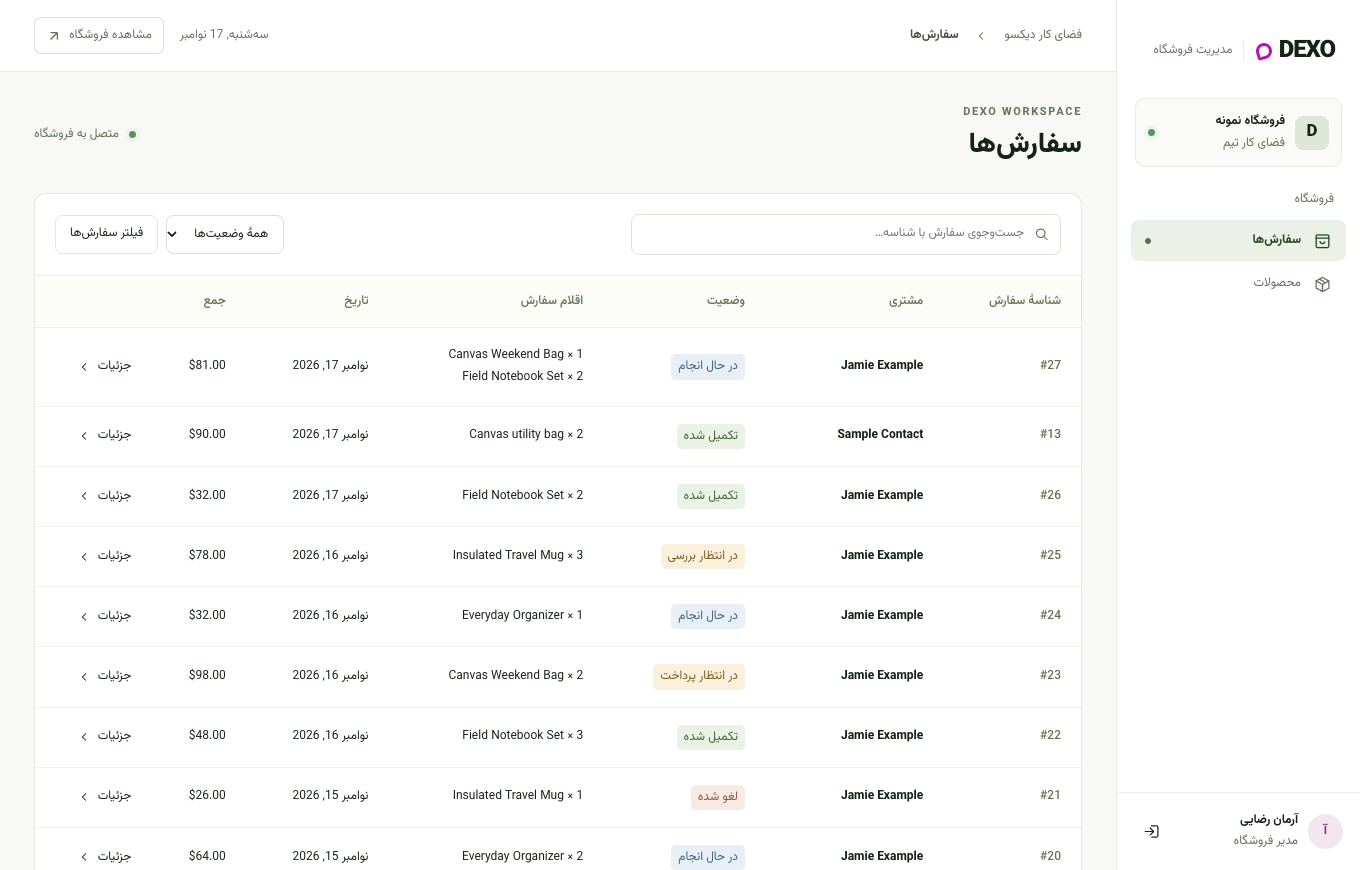 DEXO
مدیریت فروشگاه
D
فروشگاه نمونه
فضای کار تیم
فروشگاه
سفارش‌ها
محصولات
آ
آرمان رضایی
مدیر فروشگاه
فضای کار دیکسو
سفارش‌ها
سه‌شنبه, 17 نوامبر
مشاهده فروشگاه
DEXO WORKSPACE
سفارش‌ها
متصل به فروشگاه
جست‌وجوی سفارش با شناسه...
همهٔ وضعیت‌ها
فیلتر سفارش‌ها
شناسهٔ سفارش مشتری وضعیت اقلام سفارش تاریخ جمع
#27 Jamie Example در حال انجام Canvas Weekend Bag × 1 نوامبر 17, 2026 $81.00 جزئیات
Field Notebook Set × 2
#13 Sample Contact تکمیل شده Canvas utility bag × 2 نوامبر 17, 2026 $90.00 جزئیات
#26 Jamie Example تکمیل شده Field Notebook Set × 2 نوامبر 17, 2026 $32.00 جزئیات
#25 Jamie Example در انتظار بررسی Insulated Travel Mug × 3 نوامبر 16, 2026 $78.00 جزئیات
#24 Jamie Example در حال انجام Everyday Organizer × 1 نوامبر 16, 2026 $32.00 جزئیات
#23 Jamie Example در انتظار پرداخت Canvas Weekend Bag × 2 نوامبر 16, 2026 $98.00 جزئیات
#22 Jamie Example تکمیل شده Field Notebook Set × 3 نوامبر 16, 2026 $48.00 جزئیات
#21 Jamie Example لغو شده Insulated Travel Mug × 1 نوامبر 15, 2026 $26.00 جزئیات
#20 Jamie Example در حال انجام Everyday Organizer × 2 نوامبر 15, 2026 $64.00 جزئیات